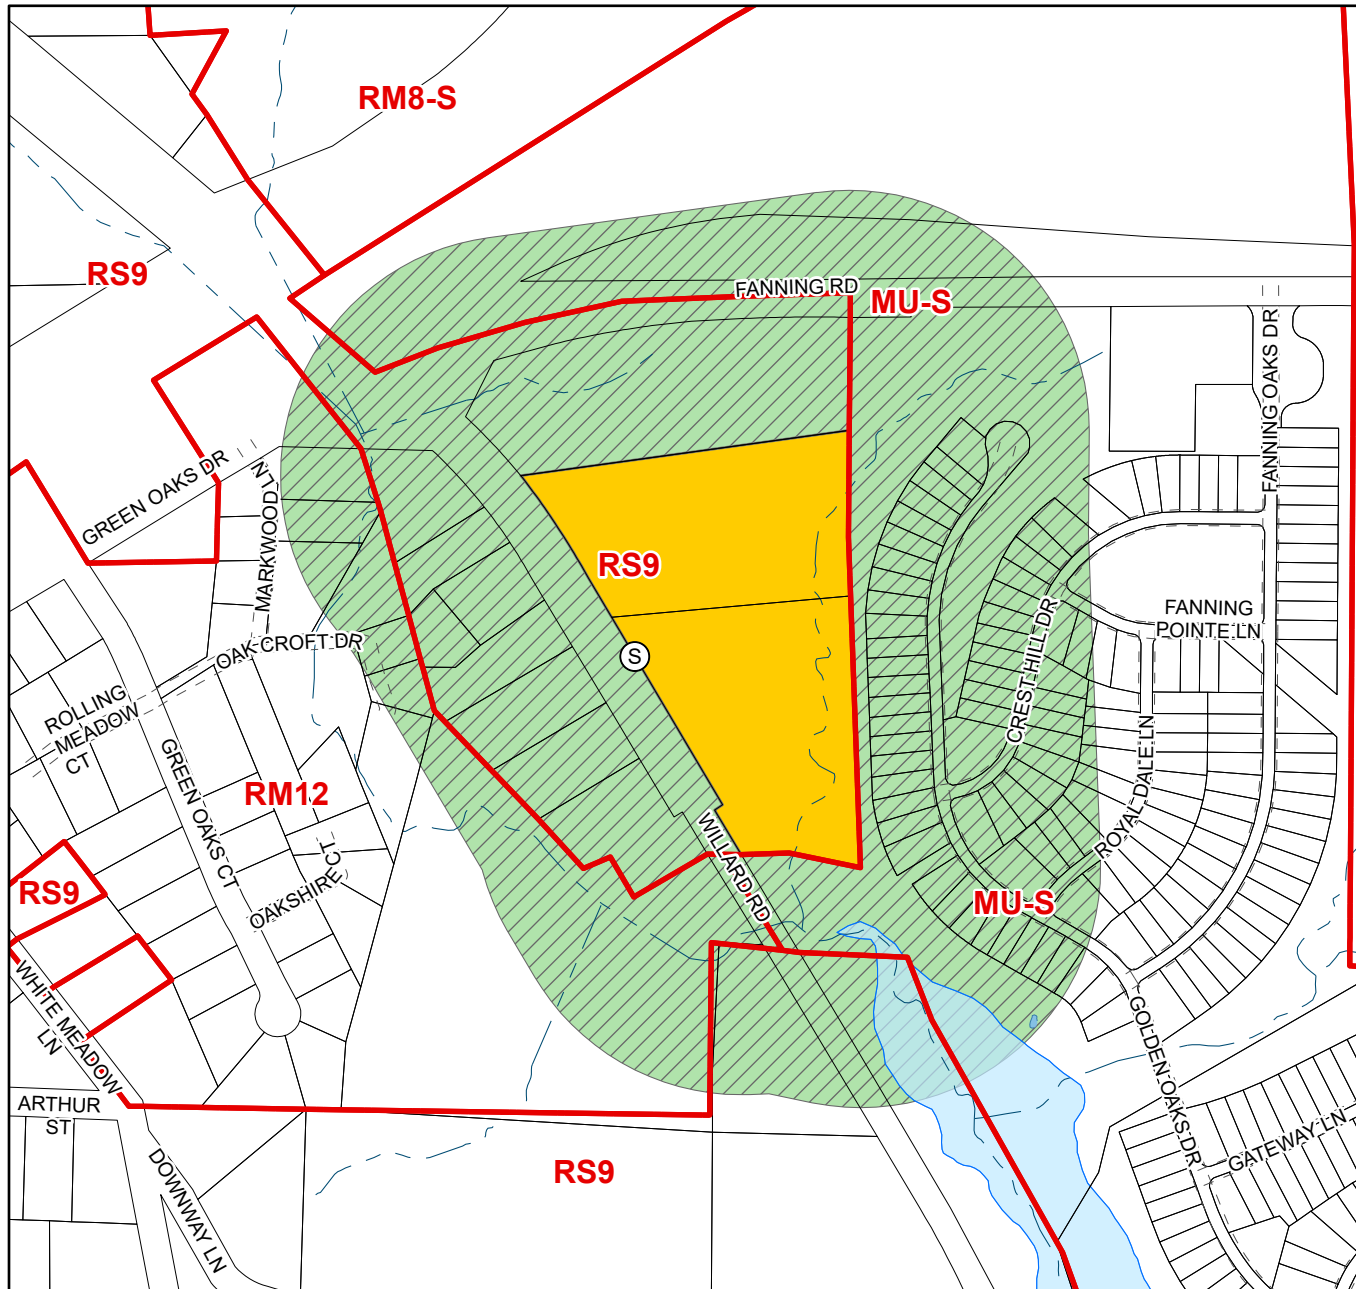 RM8-S
RS9
FANNING RD
MU-S
FANNING OAKS DR
GREEN OAKS DR
MARKWOOD LN
RS9
FANNING
POINTE LN
CREST HILL DR
OAK CROFT DR
S
ROLLING
MEADOW
CT
GREEN OAKS CT
RM12
ROYAL DALE LN
WILLARD RD
OAKSHIRE CT
RS9
MU-S
WHITE MEADOW
LN
GOLDEN OAKS DR
ARTHUR
ST
GATEWAY LN
DOWNWAY LN
RS9